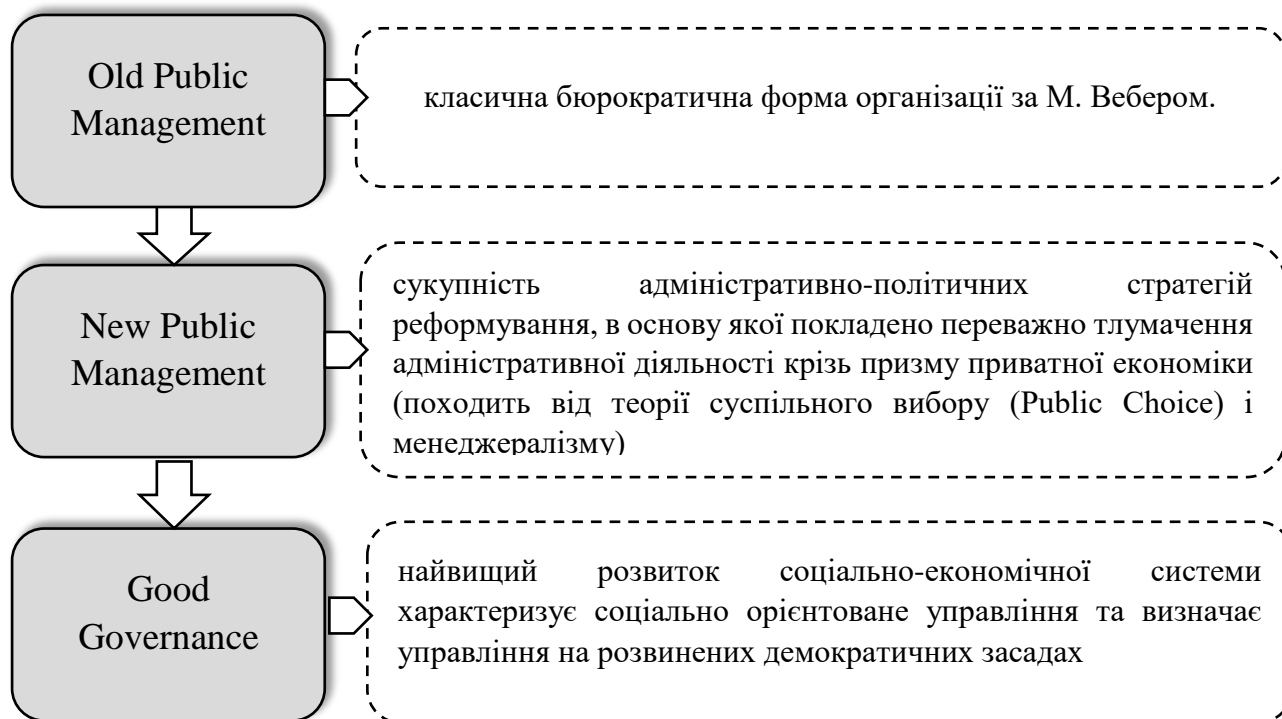 Old Public
Management
класична бюрократична форма організації за М. Вебером.
New Public
Management
сукупність адміністративно-політичних стратегій
реформування, в основу якої покладено переважно тлумачення
адміністративної діяльності крізь призму приватної економіки
(походить від теорії суспільного вибору (Public Choice) і
менеджералізму)
Good
Governance
найвищий розвиток соціально-економічної системи
характеризує соціально орієнтоване управління та визначає
управління на розвинених демократичних засадах